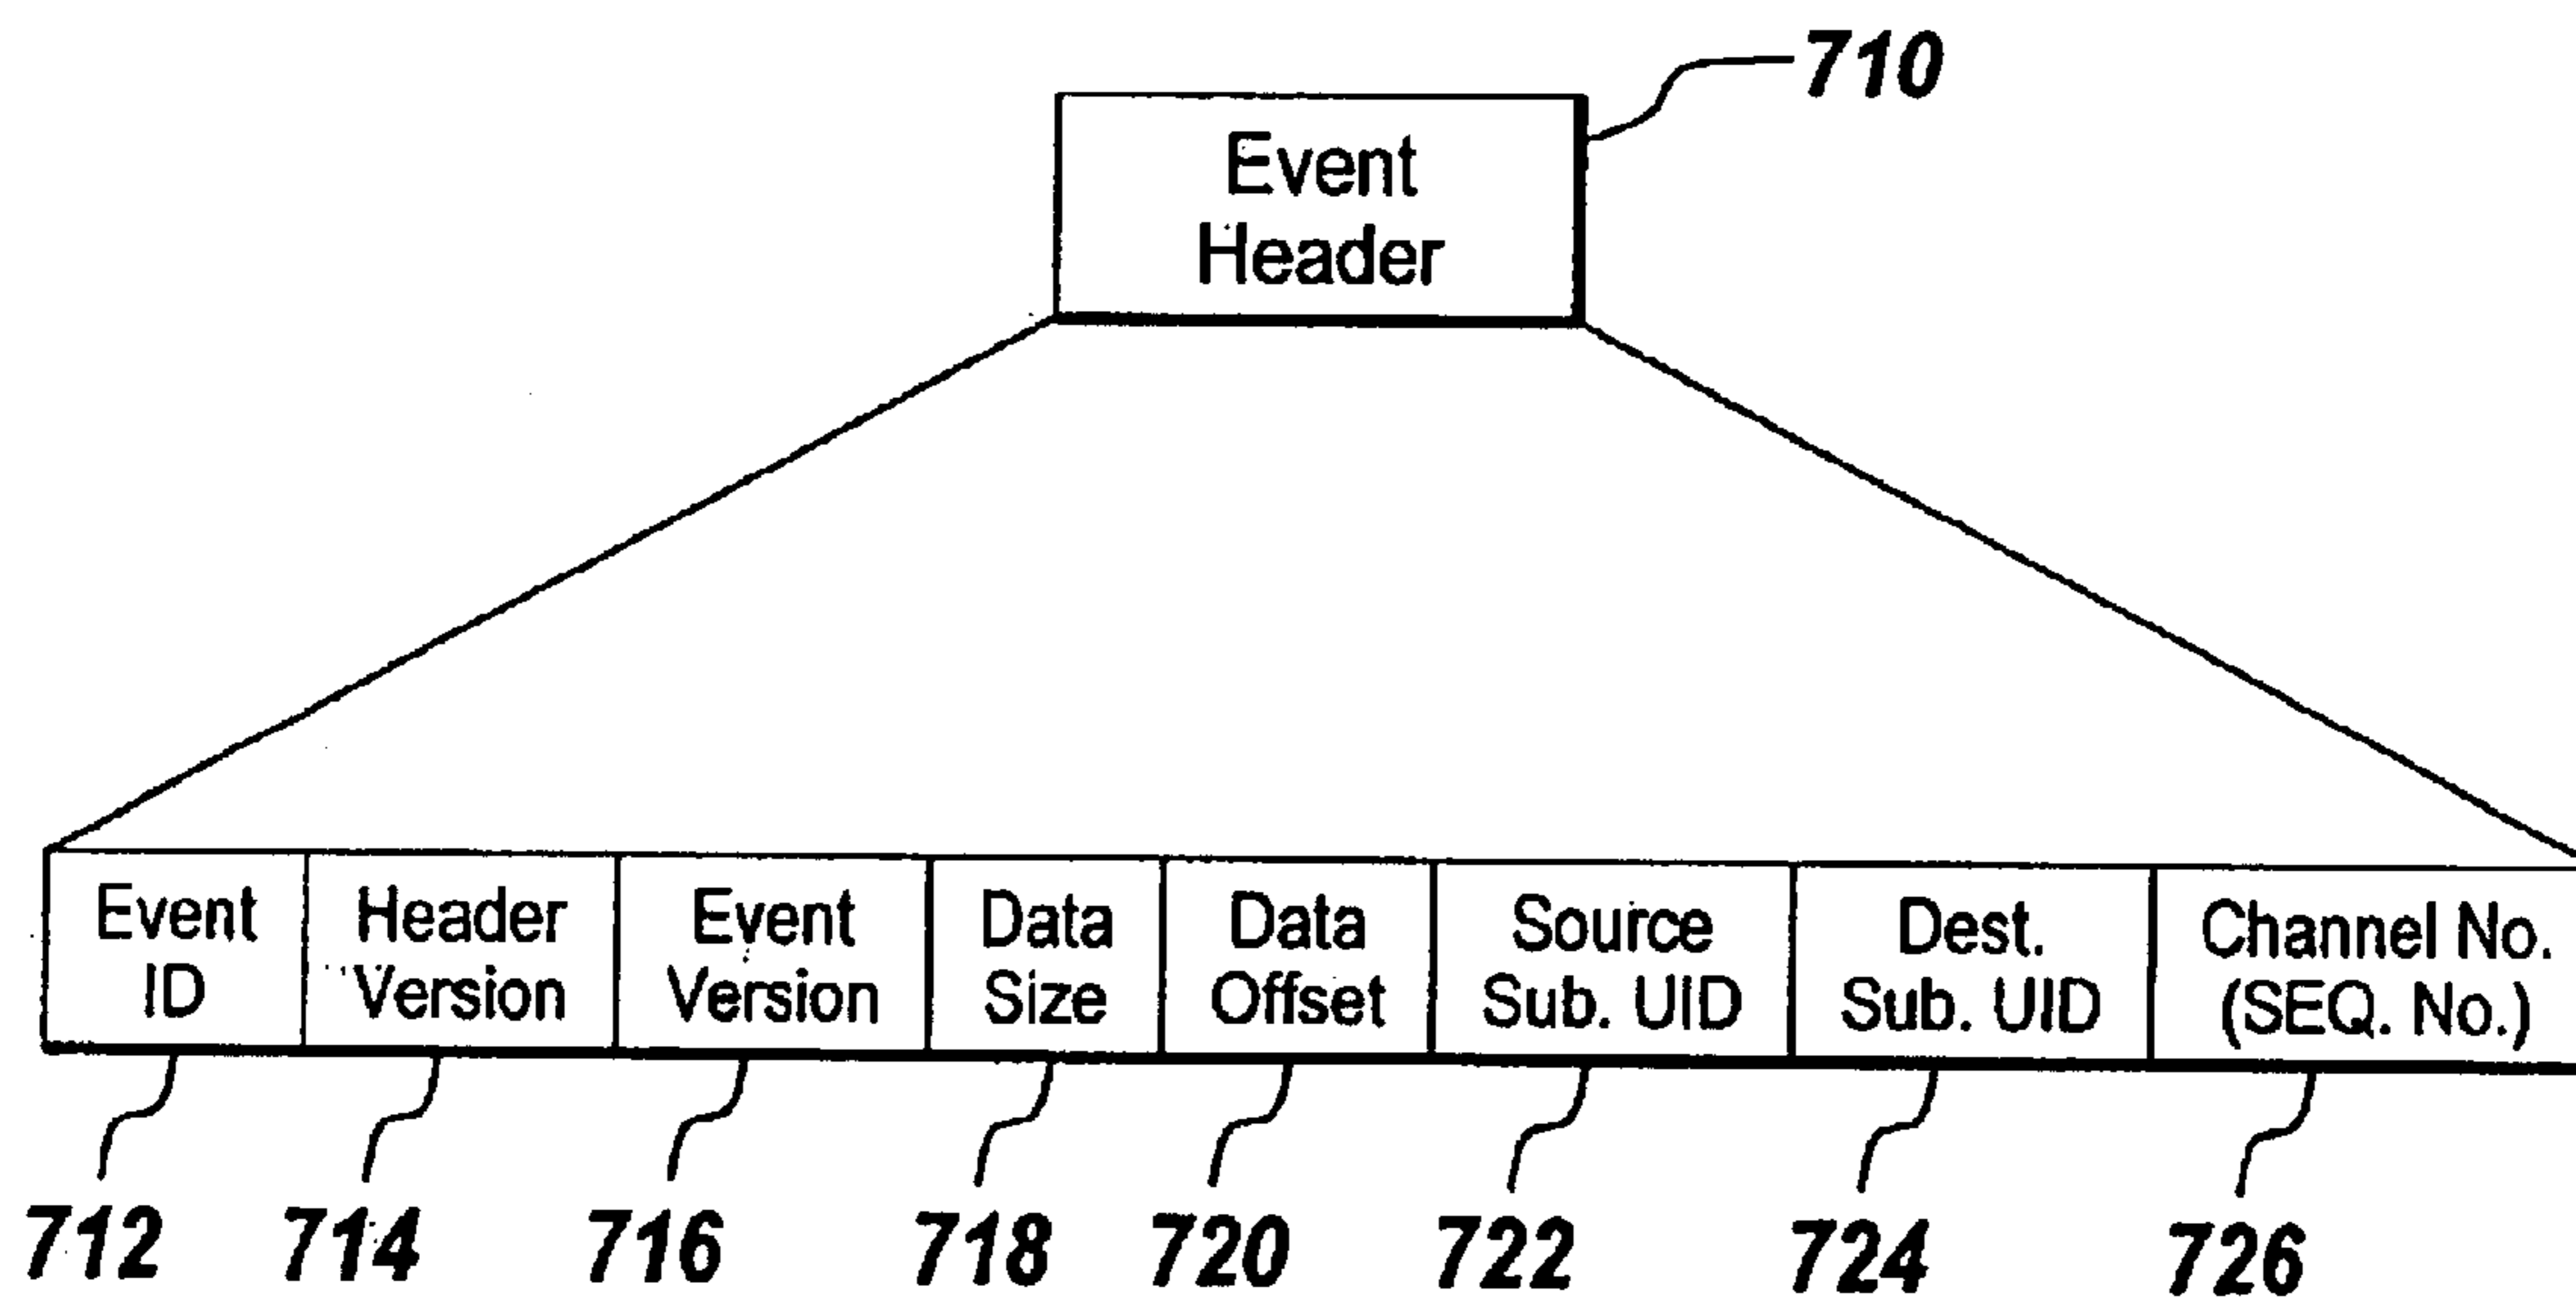 710
Event
Header
Event ID
Header Version
Event Version
Data Size
Data Offset
Source Sub. UID
Dest. Sub. UID
Channel No. (SEQ. No.)
712 714 716 718 720 722 724 726